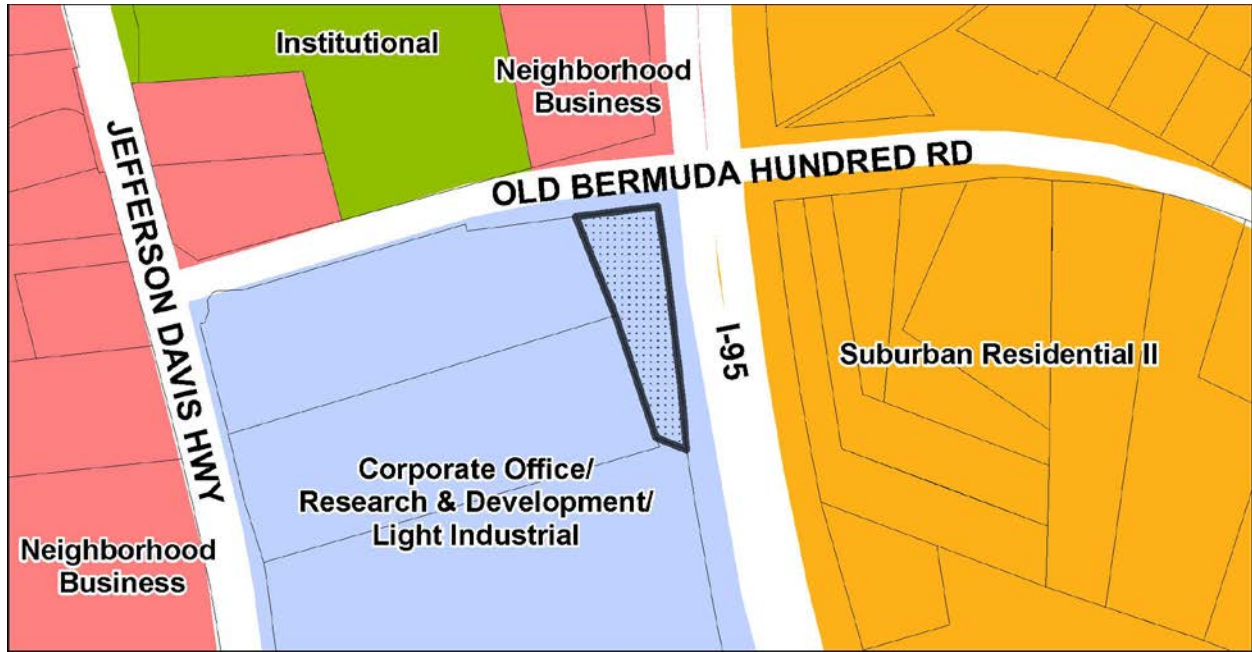 Institutional
Neighborhood
Business
JEFFERSON DAVIS HWY
OLD BERMUDA HUNDRED RD
I-95
Suburban Residential II
Corporate Office/
Research & Development/
Light Industrial
Neighborhood
Business